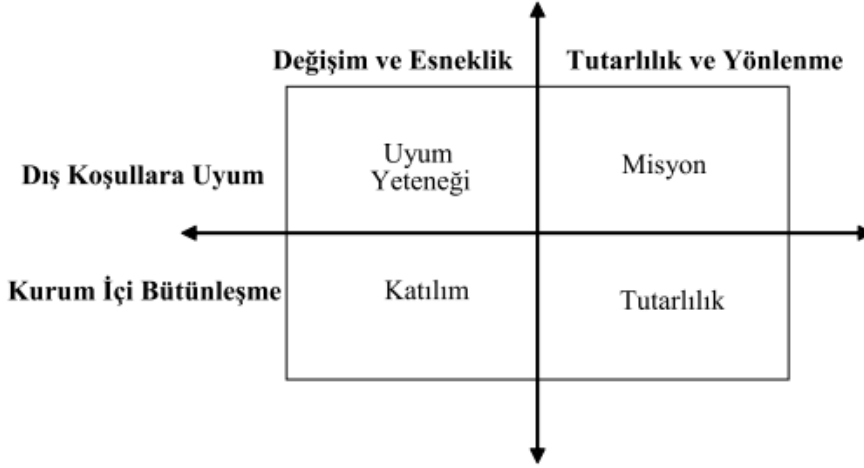 Değişim ve Esneklik
Tutarlılık ve Yönlenme
Dış Koşullara Uyum
Uyum
Yeteneği
Misyon
Kurum İçi Bütünleşme
Katılım
Tutarlılık